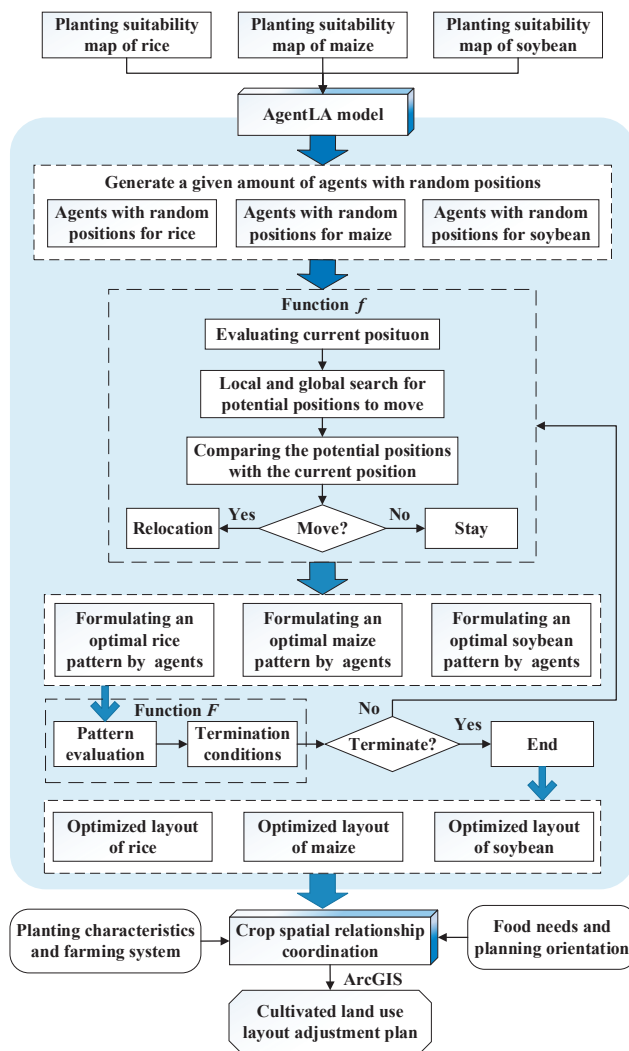 Planting suitability
map of rice
Planting suitability
map of maize
Planting suitability
map of soybean
AgentLA model
Generate a given amount of agents with random positions
Agents with random
positions for rice
Agents with random
positions for maize
Agents with random
positions for soybean
Function f
Evaluating current posituon
Local and global search for
potential positions to move
Comparing the potential positions
with the current position
Relocation
Yes
Move?
No
Stay
Formulating an
optimal rice
pattern by agents
Formulating an
optimal maize
pattern by agents
Formulating an
optimal soybean
pattern by agents
Function F
Pattern
evaluation
Termination
conditions
No
Terminate?
Yes
End
Optimized layout
of rice
Optimized layout
of maize
Optimized layout
of soybean
Planting characteristics
and farming system
Crop spatial relationship
coordination
Food needs and
planning orientation
ArcGIS
Cultivated land use
layout adjustment plan